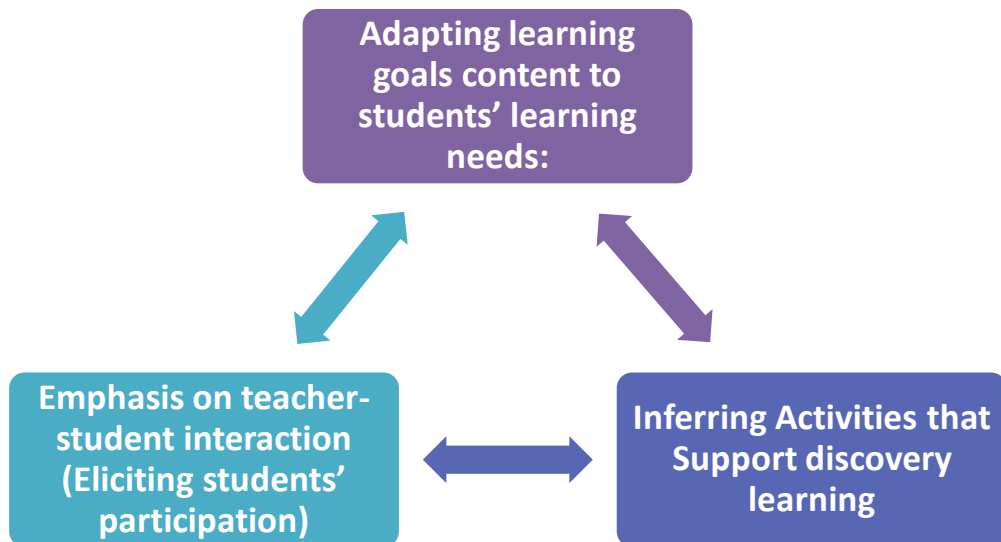 Adapting learning
goals content to
students’ learning
needs:
Emphasis on teacher-
student interaction
(Eliciting students’
participation)
Inferring Activities that
Support discovery
learning